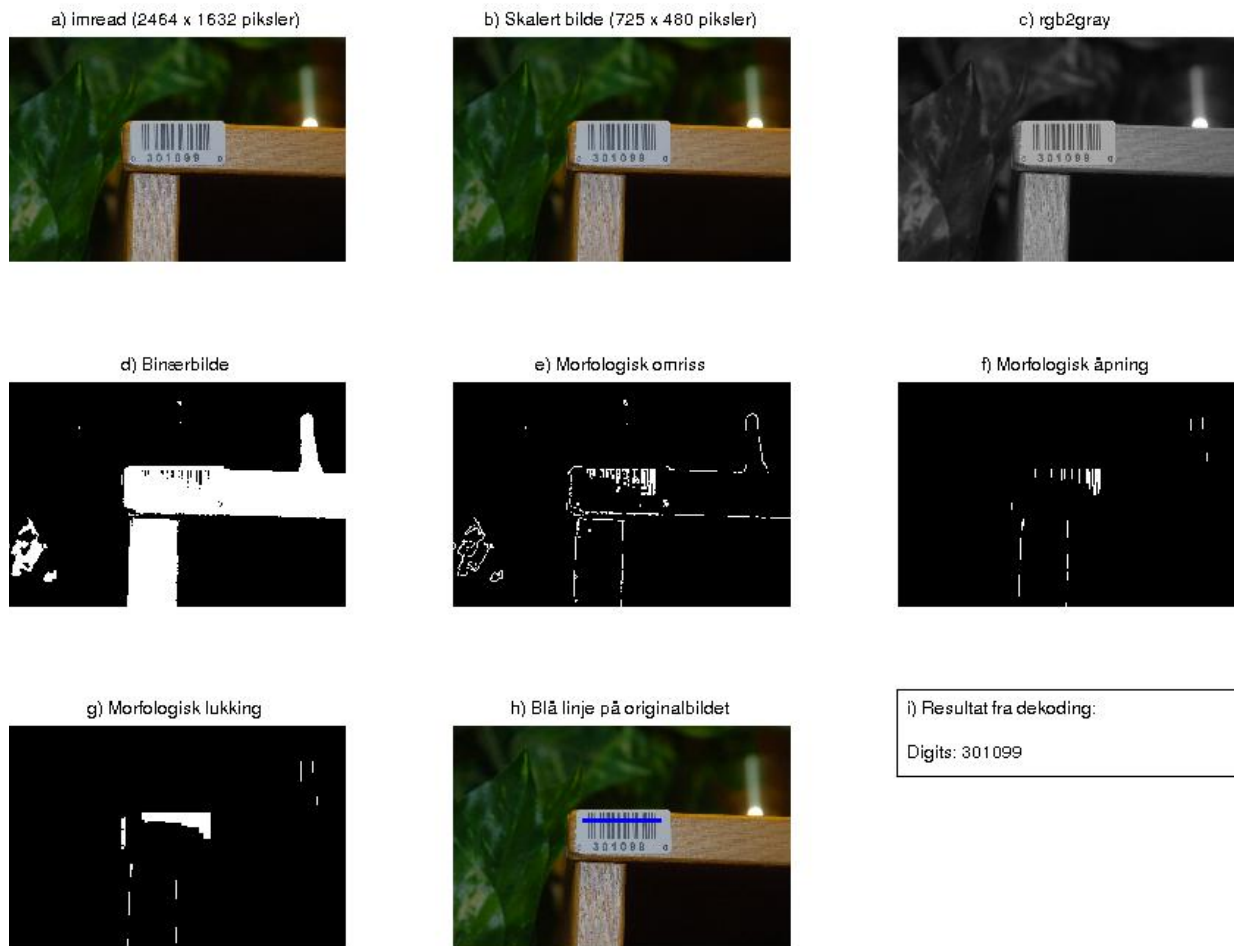 a) imread (2464 x 1632 piksler)
b) Skalert bilde (725 x 480 piksler)
c) rgb2gray
301099
301099
301099
d) Binærbilde
e) Morfologisk omriss
f) Morfologisk åpning
g) Morfologisk lukking
h) Blå linje på originalbildet
i) Resultat fra dekoding:
Digits: 301099
301099